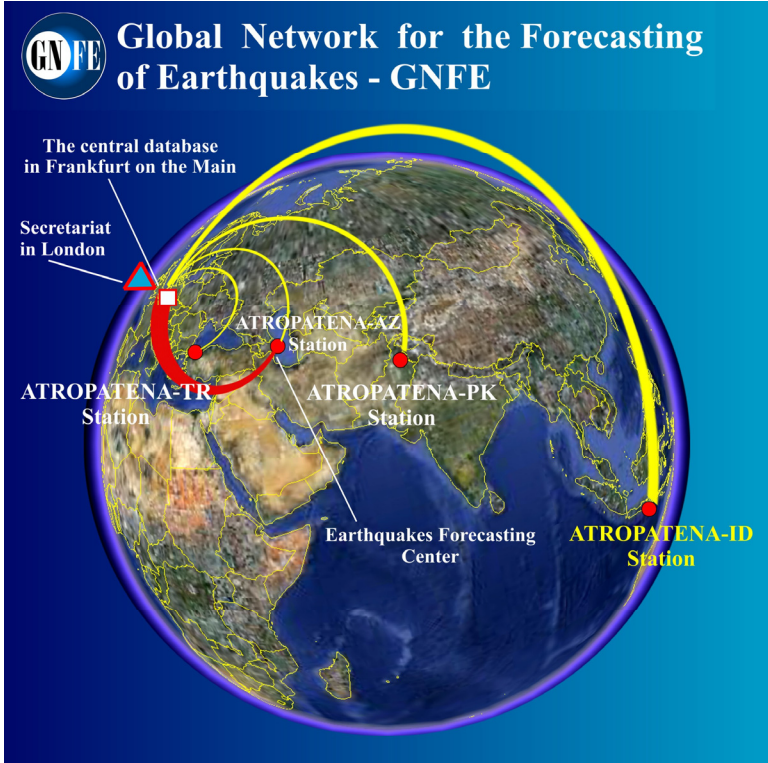 GNFE
Global Network for the Forecasting
of Earthquakes - GNFE
The central database
in Frankfurt on the Main
Secretariat
in London
ATROPATENA-AZ
Station
ATROPATENA-TR
Station
ATROPATENA-PK
Station
Earthquakes Forecasting
Center
ATROPATENA-ID
Station